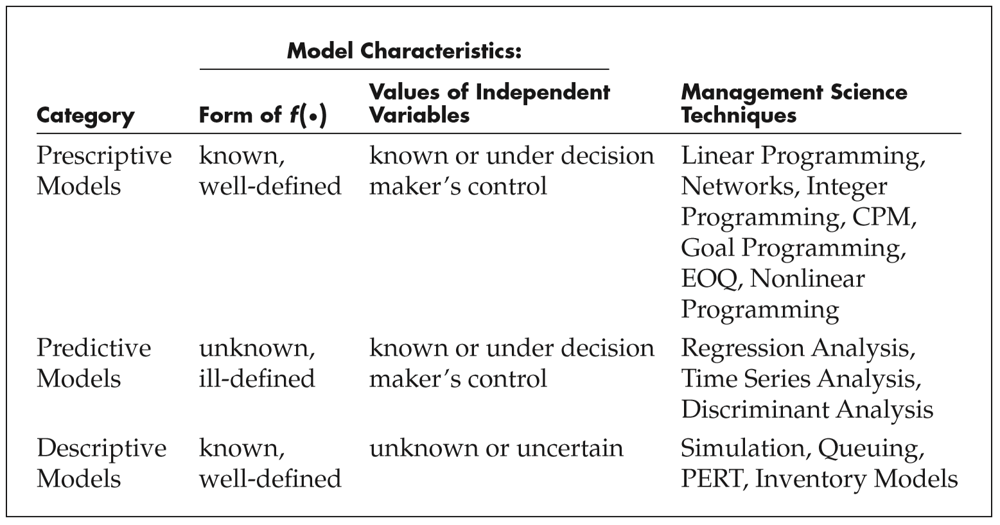 Model Characteristics:
Category Form of f(•) Values of Independent Variables Management Science Techniques
Prescriptive known, known or under decision Linear Programming,
Models well-defined maker's control Networks, Integer
Programming, CPM,
Goal Programming,
EOQ, Nonlinear
Programming
Predictive unknown, known or under decision Regression Analysis,
Models ill-defined maker's control Time Series Analysis,
Discriminant Analysis
Descriptive known, unknown or uncertain Simulation, Queuing,
Models well-defined PERT, Inventory Models